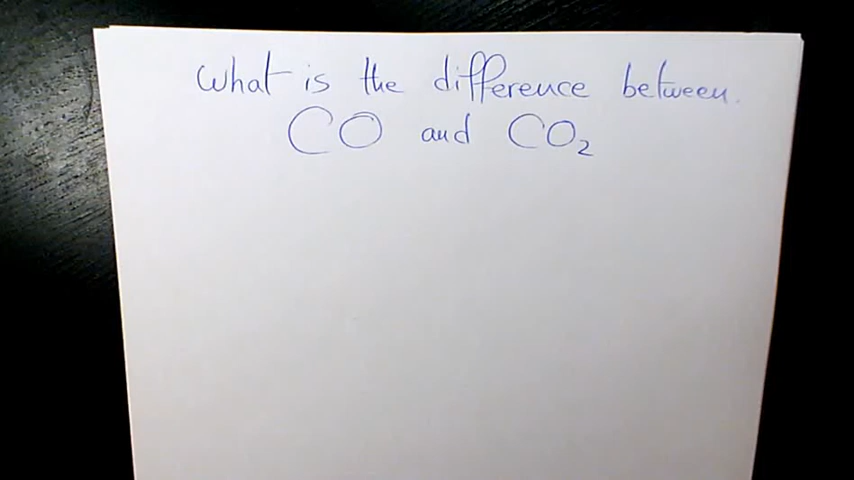 What is the difference between.
CO and CO₂